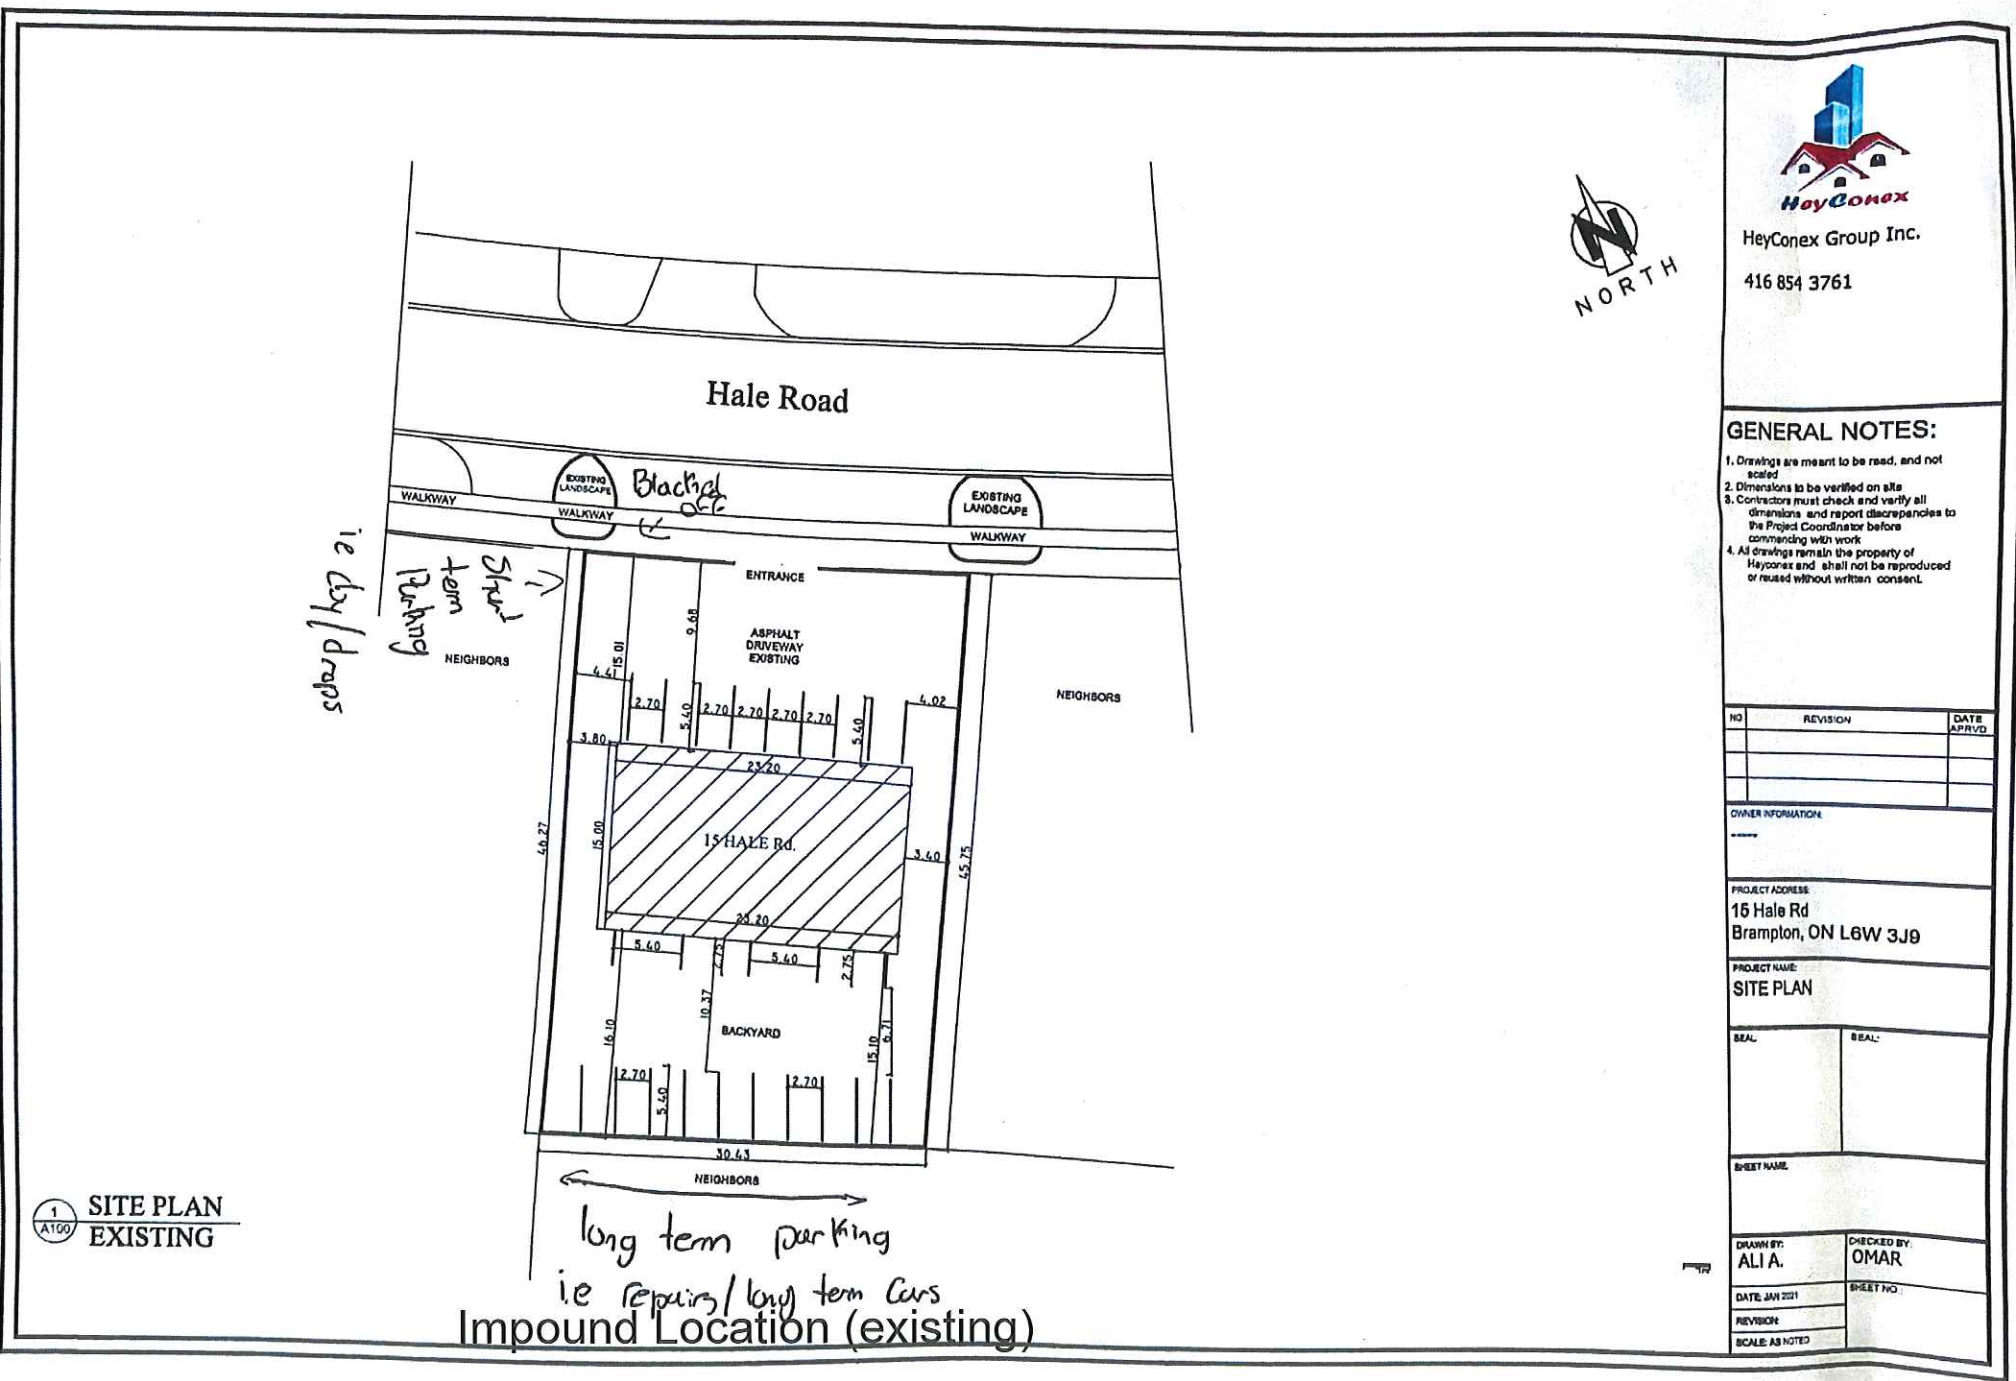 HeyConex
HeyConex Group Inc.
416 854 3761
NORTH
N
Hale Road
EXISTING
LANDSCAPE
Blocked
off
EXISTING
LANDSCAPE
WALKWAY
WALKWAY
WALKWAY
ENTRANCE
Short
term
Parking
i.e day/drops
NEIGHBORS
NEIGHBORS
ASPHALT
DRIVEWAY
EXISTING
9.68
15.01
4.41
2.70
5.40
2.70
2.70
2.70
2.70
5.40
4.02
3.80
23.20
15.00
15 HALE Rd.
3.40
46.27
45.75
23.20
5.40
2.75
5.40
2.75
10.37
BACKYARD
16.10
15.10
6.71
2.70
5.40
2.70
30.43
NEIGHBORS
long term parking
i.e repairs/long term Cars
Impound Location (existing)
1
A100
SITE PLAN
EXISTING
GENERAL NOTES:
1. Drawings are meant to be read, and not
scaled
2. Dimensions to be verified on site
3. Contractors must check and verify all
dimensions and report discrepancies to
the Project Coordinator before
commencing with work
4. All drawings remain the property of
Heyconex and shall not be reproduced
or reused without written consent.
NO REVISION DATE
APRVD
OWNER INFORMATION:
PROJECT ADDRESS:
15 Hale Rd
Brampton, ON L6W 3J9
PROJECT NAME:
SITE PLAN
SEAL SEAL:
SHEET NAME:
DRAWN BY:
ALI A.
CHECKED BY:
OMAR
DATE: JAN 2021
SHEET NO.:
REVISION:
SCALE: AS NOTED